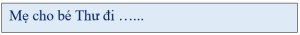 Mẹ cho bé Thư đi …...